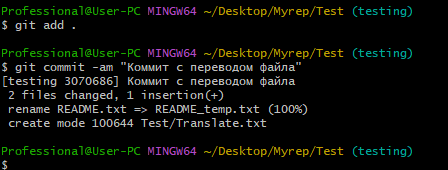 Professional@User-PC MINGW64 ~/Desktop/Myrep/Test (testing)
$ git add .
Professional@User-PC MINGW64 ~/Desktop/Myrep/Test (testing)
$ git commit -am "Коммит с переводом файла"
[testing 3070686] Коммит с переводом файла
2 files changed, 1 insertion(+)
rename README.txt => README_temp.txt (100%)
create mode 100644 Test/Translate.txt
Professional@User-PC MINGW64 ~/Desktop/Myrep/Test (testing)
$